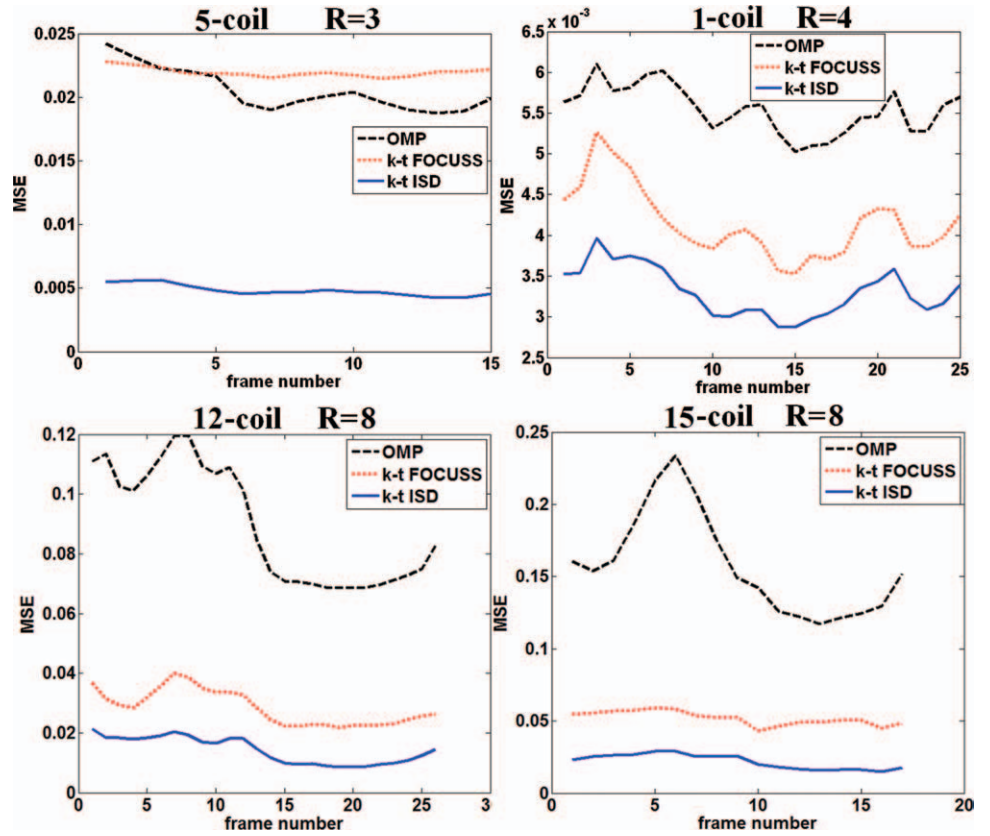 5-coil R=3
0.025
0.02
0.015
0.01
0.005
0
MSE
OMP
k-t FOCUSS
k-t ISD
0 5 10 15
frame number
1-coil R=4
x 10⁻³
6.5
6
5.5
5
4.5
4
3.5
3
2.5
MSE
OMP
k-t FOCUSS
k-t ISD
0 5 10 15 20 25
frame number
12-coil R=8
0.12
0.1
0.08
0.06
0.04
0.02
0
MSE
OMP
k-t FOCUSS
k-t ISD
0 5 10 15 20 25 3
frame number
15-coil R=8
0.25
0.2
0.15
0.1
0.05
0
MSE
OMP
k-t FOCUSS
k-t ISD
0 5 10 15 20
frame number